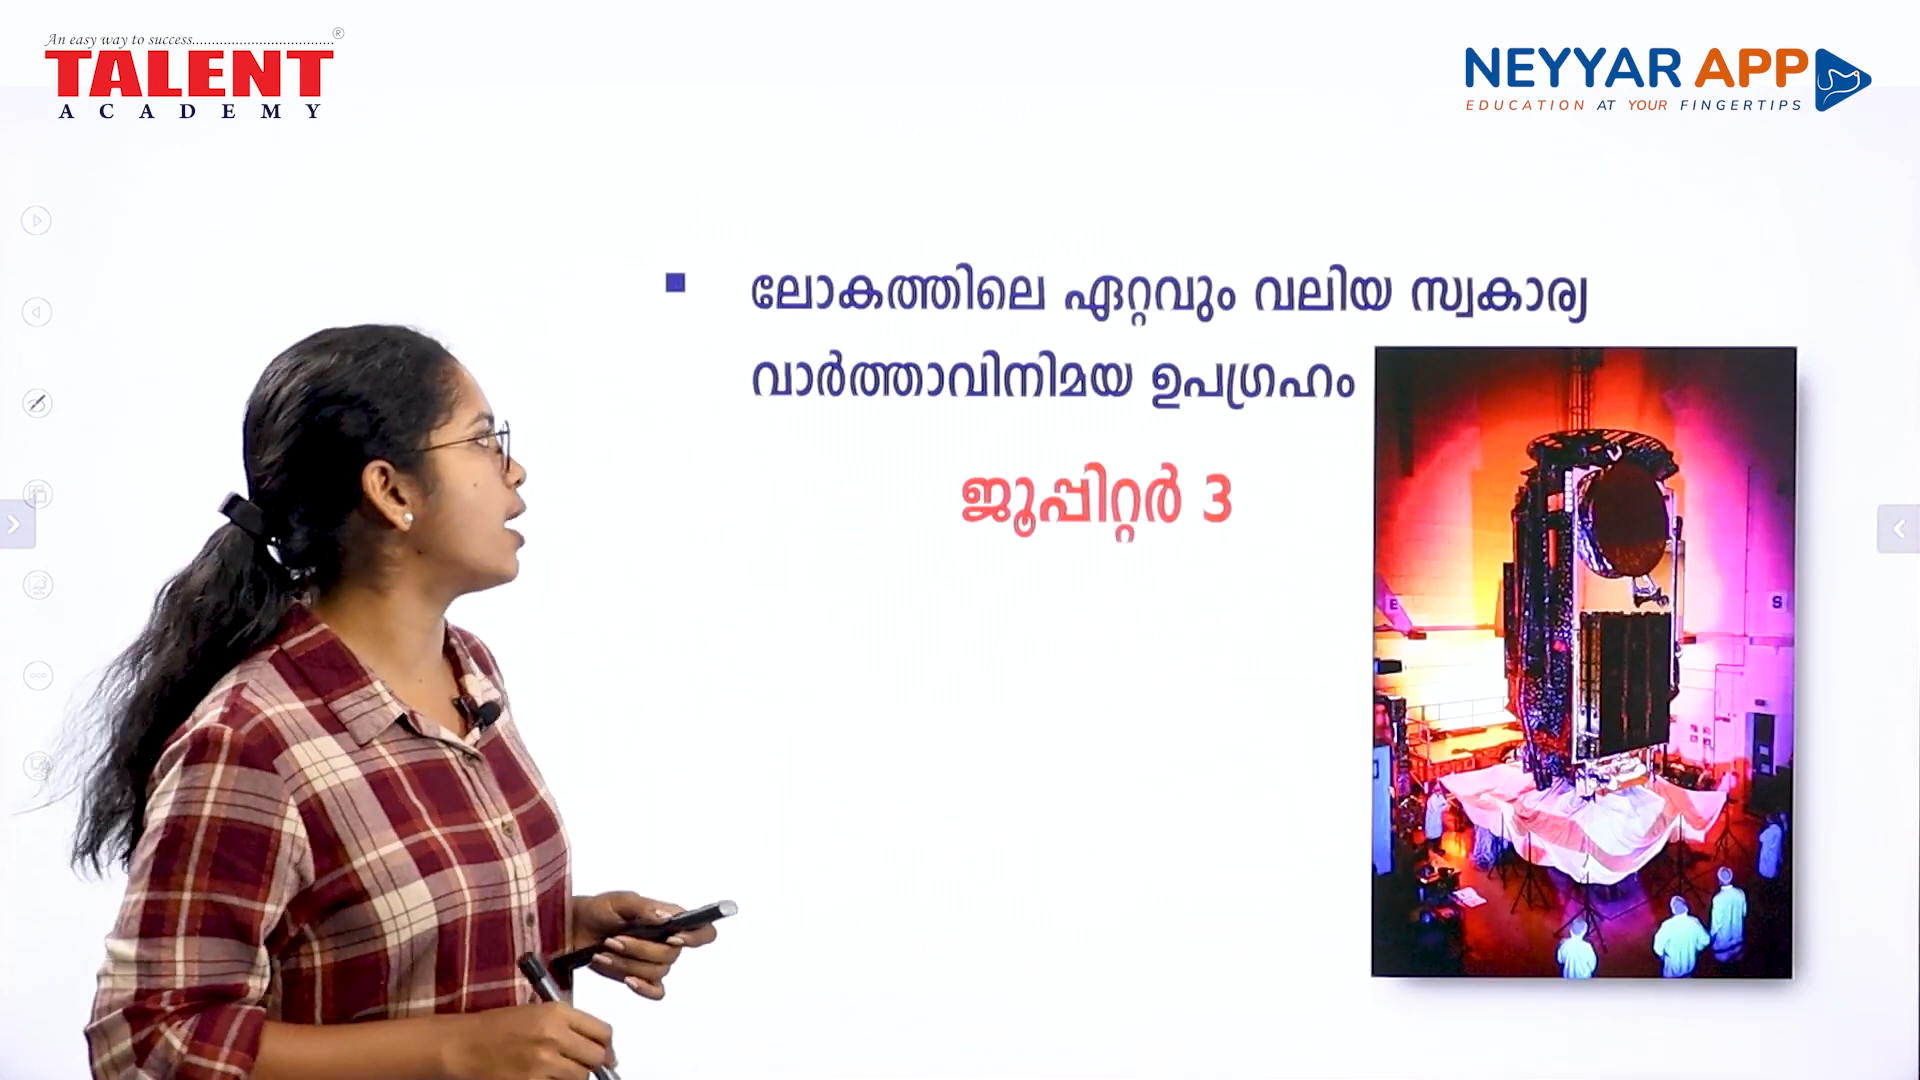 An easy way to success.....................................®
TALENT
ACADEMY
NEYYAR APP
EDUCATION AT YOUR FINGERTIPS
ലോകത്തിലെ ഏറ്റവും വലിയ സ്വകാര്യ
വാർത്താവിനിമയ ഉപഗ്രഹം
ജൂപ്പിറ്റർ 3
E
S